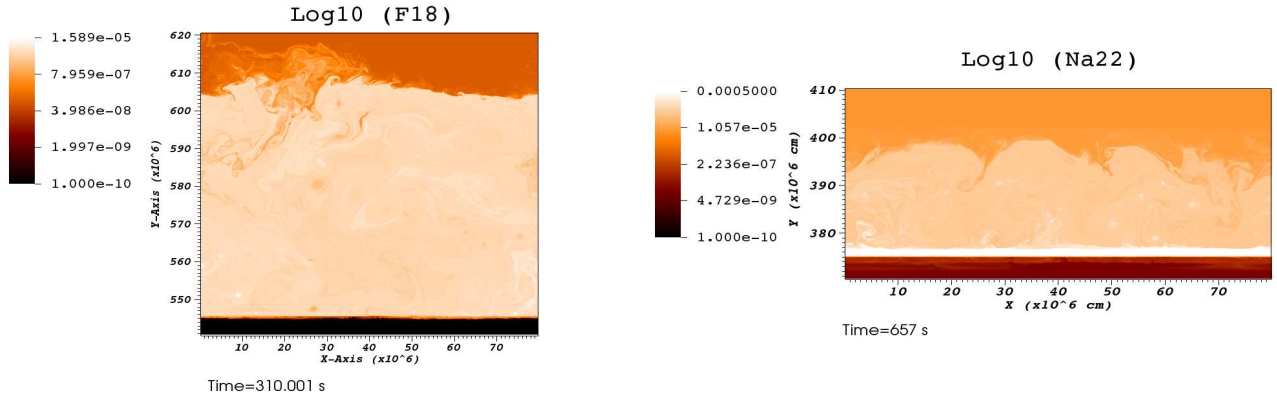 Log10 (F18)
1.589e-05
7.959e-07
3.986e-08
1.997e-09
1.000e-10
620
610
600
590
580
570
560
550
Y-Axis (x10^6)
10 20 30 40 50 60 70
X-Axis (x10^6)
Time=310.001 s
Log10 (Na22)
0.0005000
1.057e-05
2.236e-07
4.729e-09
1.000e-10
410
400
390
380
Y (x10^6 cm)
10 20 30 40 50 60 70
X (x10^6 cm)
Time=657 s